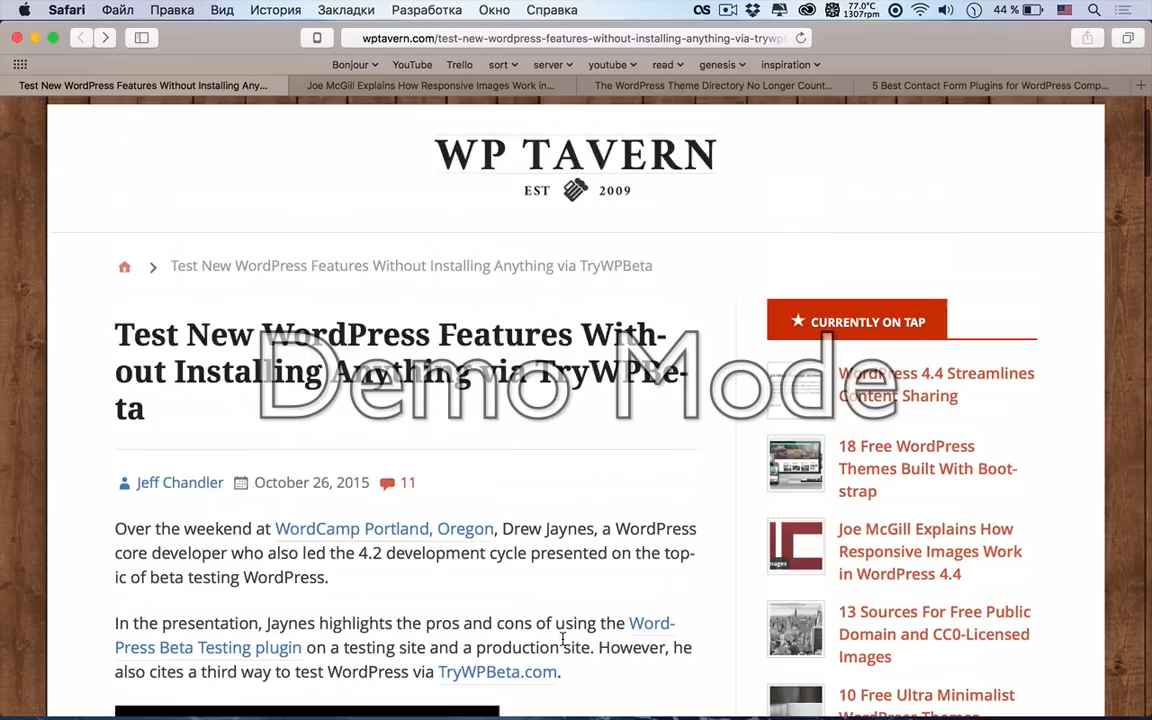 Safari Файл Правка Вид История Закладки Разработка Окно Справка 77.0°C 1307rpm 44 %
wptavern.com/test-new-wordpress-features-without-installing-anything-via-trywpl
Bonjour YouTube Trello sort server youtube read genesis inspiration
Test WordPress Features Without Installing Any... Joe McGill Explains How Responsive Images Work in... The WordPress Theme Directory No Longer Count... 5 Best Contact Form Plugins for WordPress Comp...
WP TAVERN
EST 2009
Test New WordPress Features Without Installing Anything via TryWPBeta
Test New WordPress Features With-
out Installing Anything via TryWPBe-
ta
Demo Mode
Jeff Chandler October 26, 2015 11
Over the weekend at WordCamp Portland, Oregon, Drew Jaynes, a WordPress
core developer who also led the 4.2 development cycle presented on the top-
ic of beta testing WordPress.
In the presentation, Jaynes highlights the pros and cons of using the Word-
Press Beta Testing plugin on a testing site and a production site. However, he
also cites a third way to test WordPress via TryWPBeta.com.
CURRENTLY ON TAP
WordPress 4.4 Streamlines
Content Sharing
18 Free WordPress
Themes Built With Boot-
strap
Joe McGill Explains How
Responsive Images Work
in WordPress 4.4
13 Sources For Free Public
Domain and CC0-Licensed
Images
10 Free Ultra Minimalist
WordPress Themes